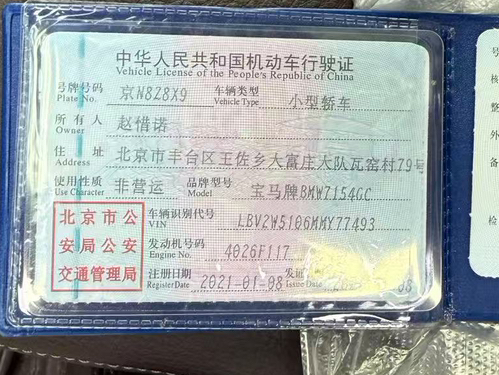 中华人民共和国机动车行驶证
Vehicle License of the People's Republic of China
号牌号码 京N8Z8X9 车辆类型 小型轿车
Plate No. Vehicle Type
所有人 赵惜诺
Owner
住址 北京市丰台区王佐乡大富庄大队瓦窑村79号
Address
使用性质 非营运 品牌型号 宝马牌BMW7154GC
Use Character Model
北京市公
安局公安
交通管理局
车辆识别代号 LBV2W5106MMY77493
VIN
发动机号码 4026F117
Engine No.
注册日期 2021-01-08 发证
Register Date Issue Date 08